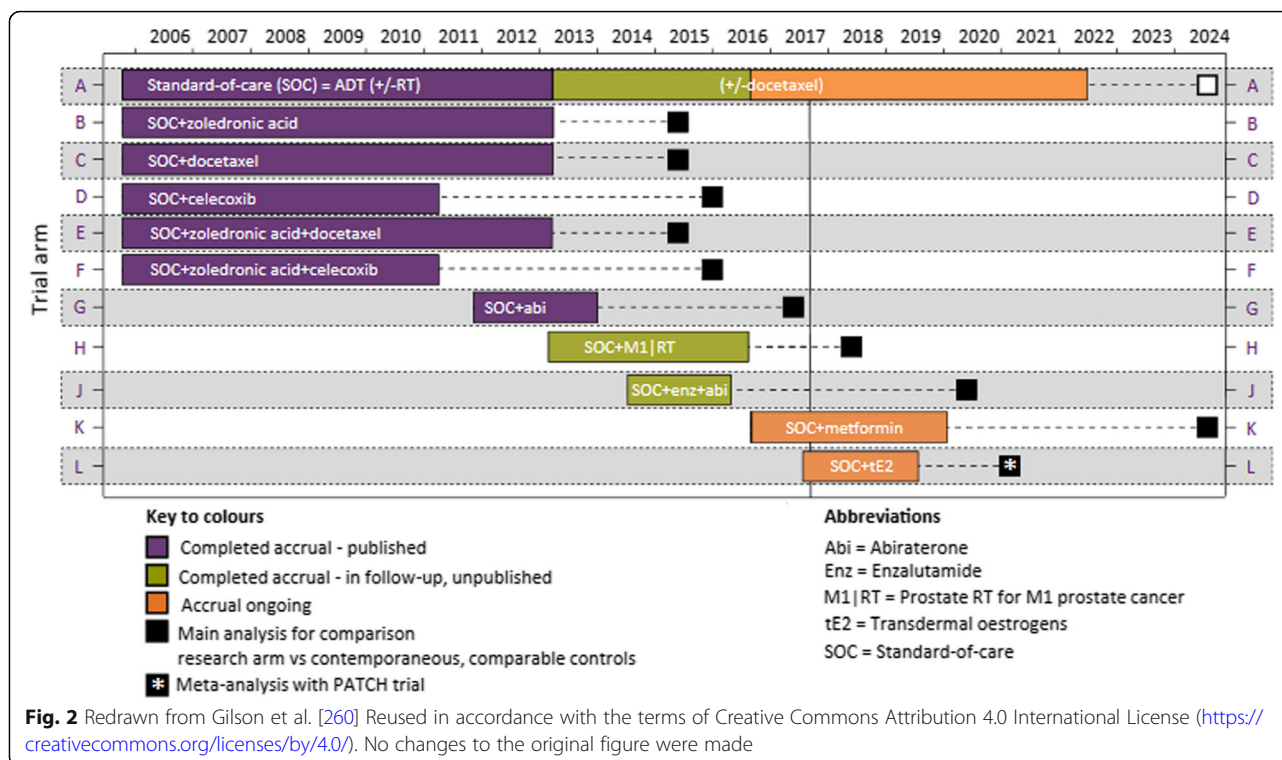 2006 2007 2008 2009 2010 2011 2012 2013 2014 2015 2016 2017 2018 2019 2020 2021 2022 2023 2024
Trial arm
A Standard-of-care (SOC) = ADT (+/-RT) (+/-docetaxel) A
B SOC+zoledronic acid B
C SOC+docetaxel C
D SOC+celecoxib D
E SOC+zoledronic acid+docetaxel E
F SOC+zoledronic acid+celecoxib F
G SOC+abi G
H SOC+M1|RT H
J SOC+enz+abi J
K SOC+metformin K
L SOC+tE2 * L
Key to colours
Completed accrual - published
Completed accrual - in follow-up, unpublished
Accrual ongoing
Main analysis for comparison
research arm vs contemporaneous, comparable controls
* Meta-analysis with PATCH trial
Abbreviations
Abi = Abiraterone
Enz = Enzalutamide
M1|RT = Prostate RT for M1 prostate cancer
tE2 = Transdermal oestrogens
SOC = Standard-of-care
Fig. 2 Redrawn from Gilson et al. [260] Reused in accordance with the terms of Creative Commons Attribution 4.0 International License (https://
creativecommons.org/licenses/by/4.0/). No changes to the original figure were made